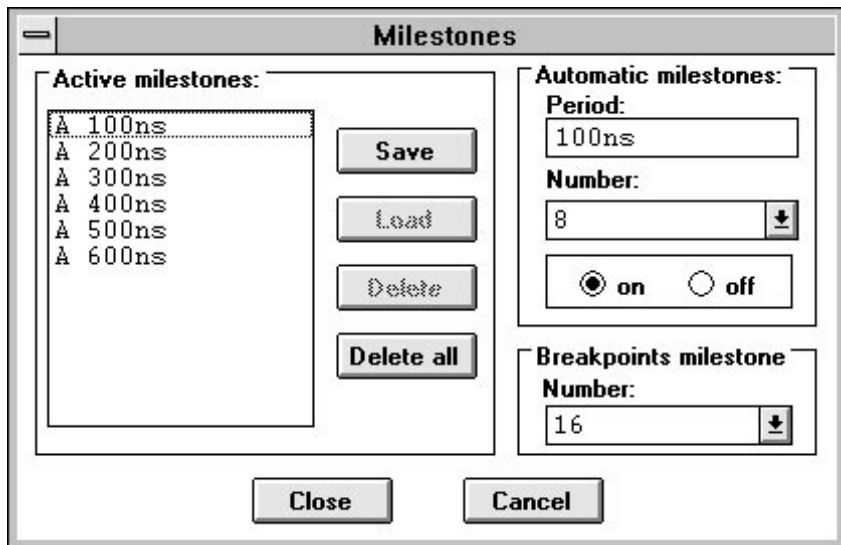 Milestones
Active milestones:
A 100ns
A 200ns
A 300ns
A 400ns
A 500ns
A 600ns
Save
Load
Delete
Delete all
Automatic milestones:
Period:
100ns
Number:
8
on off
Breakpoints milestone
Number:
16
Close Cancel